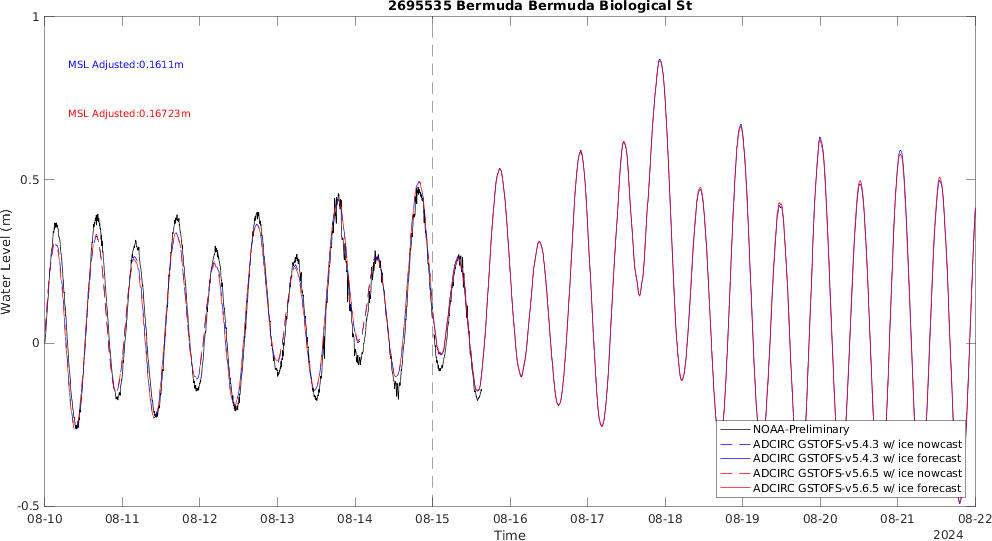 2695535 Bermuda Bermuda Biological St
MSL Adjusted:0.1611m
MSL Adjusted:0.16723m
Water Level (m)
1
0.5
0
-0.5
NOAA-Preliminary
ADCIRC GSTOFS-v5.4.3 w/ ice nowcast
ADCIRC GSTOFS-v5.4.3 w/ ice forecast
ADCIRC GSTOFS-v5.6.5 w/ ice nowcast
ADCIRC GSTOFS-v5.6.5 w/ ice forecast
08-10 08-11 08-12 08-13 08-14 08-15 08-16 08-17 08-18 08-19 08-20 08-21 08-22
Time
2024